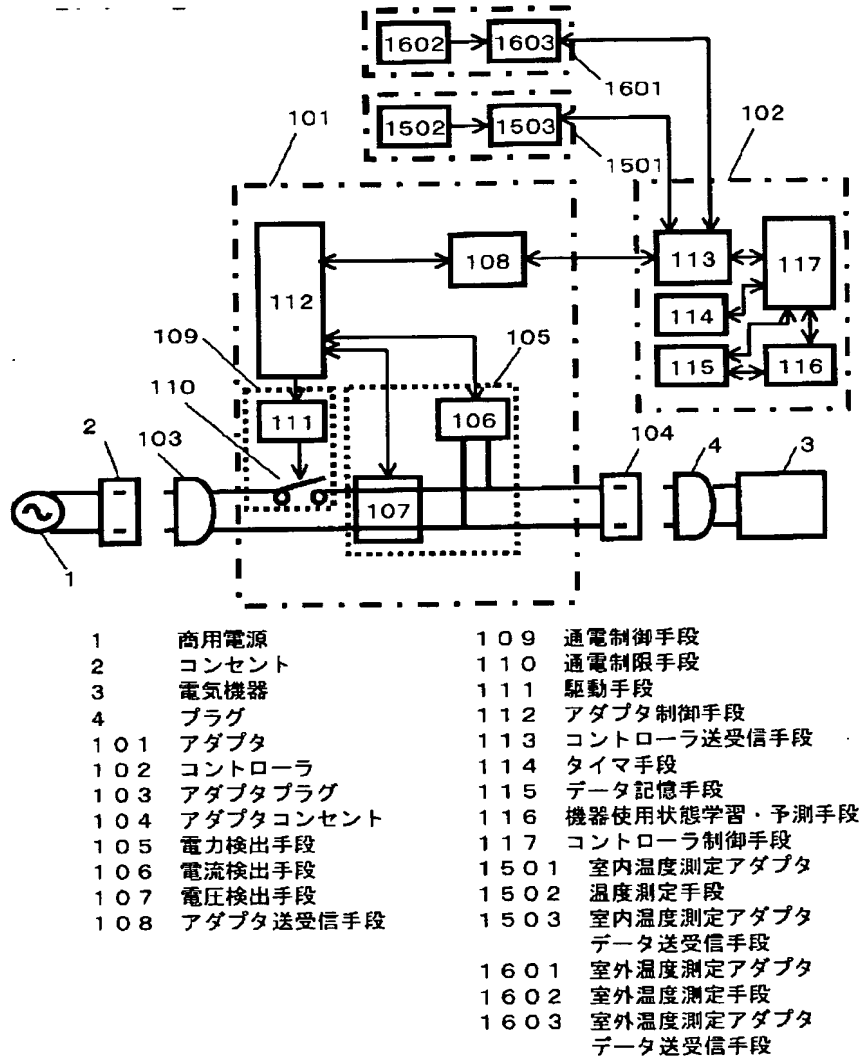 1602
1603
1601
1502
1503
1501
101
102
112
108
113
117
114
115
116
109
105
110
111
106
2
103
107
104
4
3
1
1 商用電源
2 コンセント
3 電気機器
4 プラグ
101 アダプタ
102 コントローラ
103 アダプタプラグ
104 アダプタコンセント
105 電力検出手段
106 電流検出手段
107 電圧検出手段
108 アダプタ送受信手段
109 通電制御手段
110 通電制限手段
111 駆動手段
112 アダプタ制御手段
113 コントローラ送受信手段
114 タイマ手段
115 データ記憶手段
116 機器使用状態学習・予測手段
117 コントローラ制御手段
1501 室内温度測定アダプタ
1502 温度測定手段
1503 室内温度測定アダプタ
データ送受信手段
1601 室外温度測定アダプタ
1602 室外温度測定手段
1603 室外温度測定アダプタ
データ送受信手段